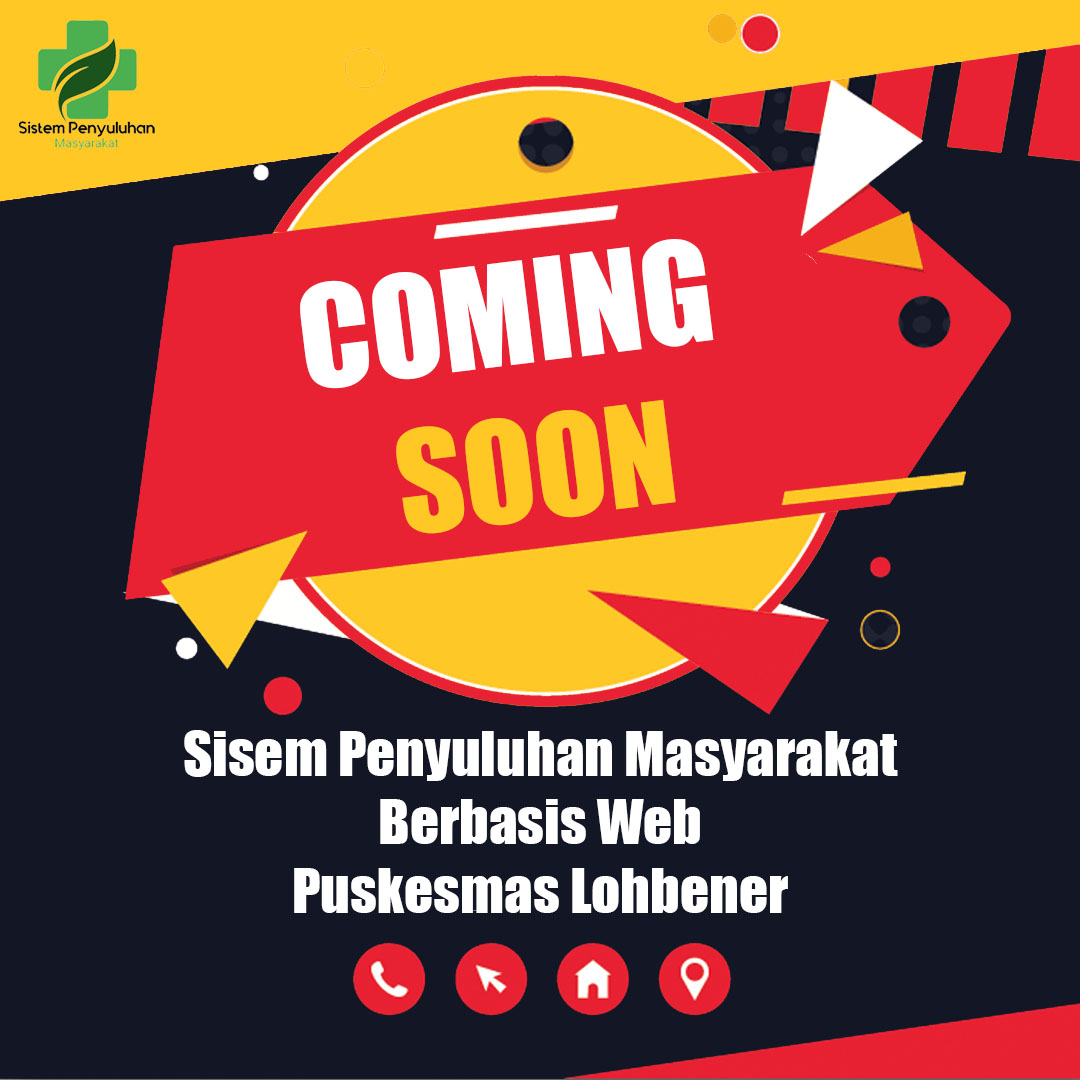 Sistem Penyuluhan
Masyarakat
COMING
SOON
Sisem Penyuluhan Masyarakat
Berbasis Web
Puskesmas Lohbener